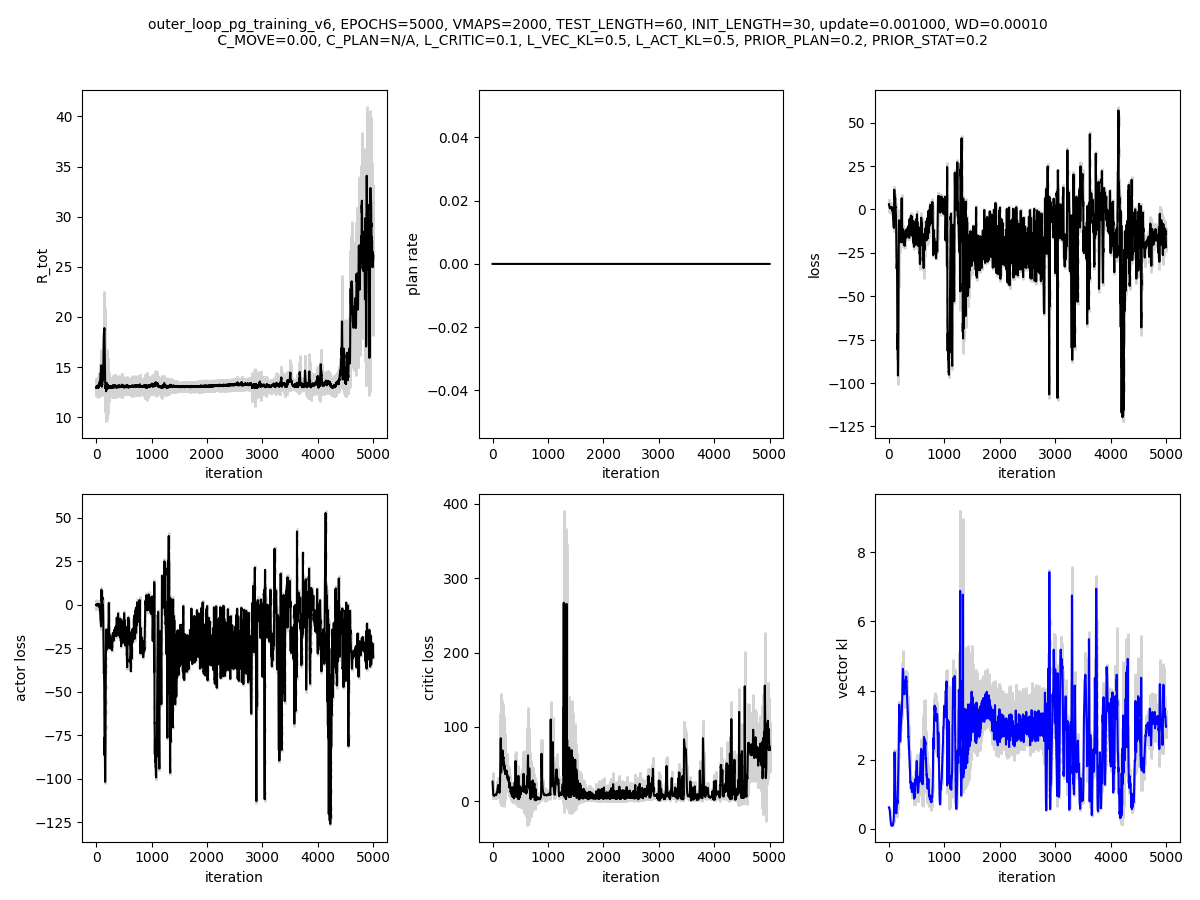 outer_loop_pg_training_v6, EPOCHS=5000, VMAPS=2000, TEST_LENGTH=60, INIT_LENGTH=30, update=0.001000, WD=0.00010
C_MOVE=0.00, C_PLAN=N/A, L_CRITIC=0.1, L_VEC_KL=0.5, L_ACT_KL=0.5, PRIOR_PLAN=0.2, PRIOR_STAT=0.2
R_tot
40
35
30
25
20
15
10
0 1000 2000 3000 4000 5000
iteration
plan rate
0.04
0.02
0.00
−0.02
−0.04
0 1000 2000 3000 4000 5000
iteration
loss
50
25
0
−25
−50
−75
−100
−125
0 1000 2000 3000 4000 5000
iteration
actor loss
50
25
0
−25
−50
−75
−100
−125
0 1000 2000 3000 4000 5000
iteration
critic loss
400
300
200
100
0
0 1000 2000 3000 4000 5000
iteration
vector kl
8
6
4
2
0
0 1000 2000 3000 4000 5000
iteration